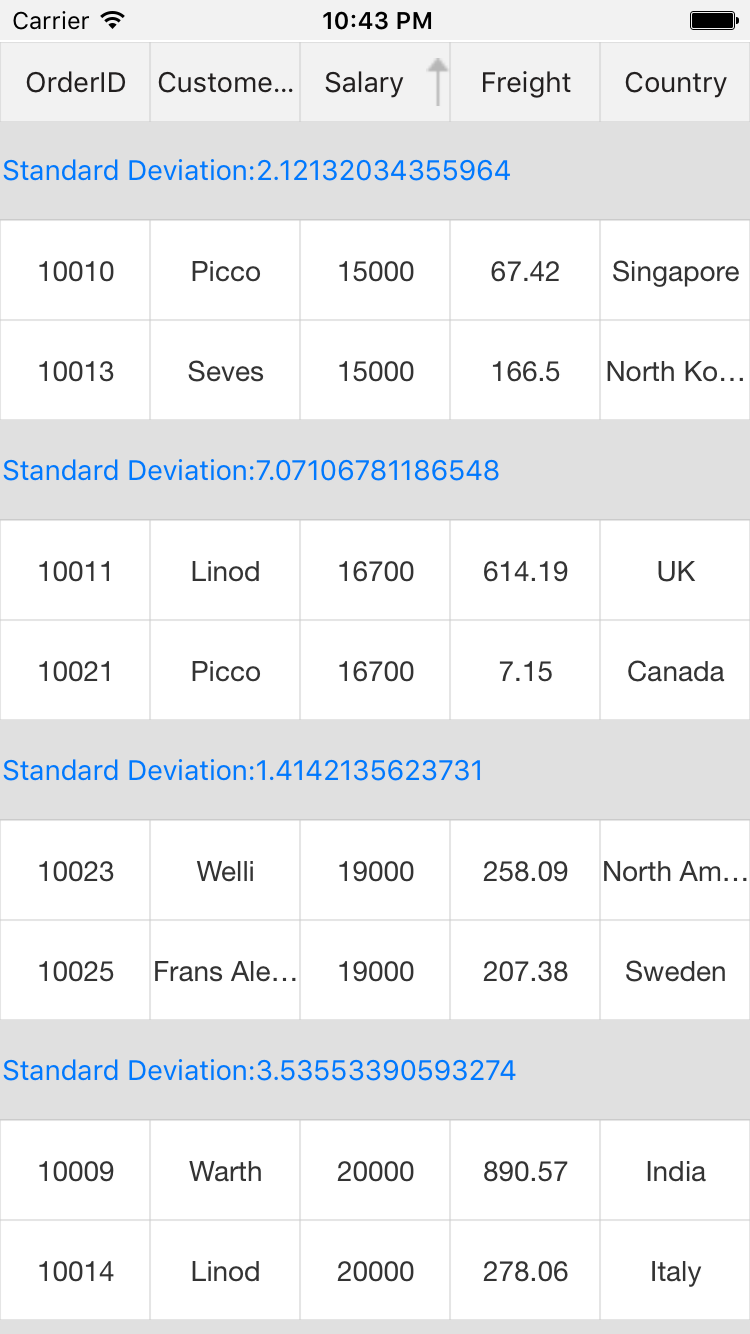 Carrier 10:43 PM
OrderID Custome... Salary Freight Country
Standard Deviation:2.12132034355964
10010 Picco 15000 67.42 Singapore
10013 Seves 15000 166.5 North Ko...
Standard Deviation:7.07106781186548
10011 Linod 16700 614.19 UK
10021 Picco 16700 7.15 Canada
Standard Deviation:1.4142135623731
10023 Welli 19000 258.09 North Am...
10025 Frans Ale... 19000 207.38 Sweden
Standard Deviation:3.53553390593274
10009 Warth 20000 890.57 India
10014 Linod 20000 278.06 Italy